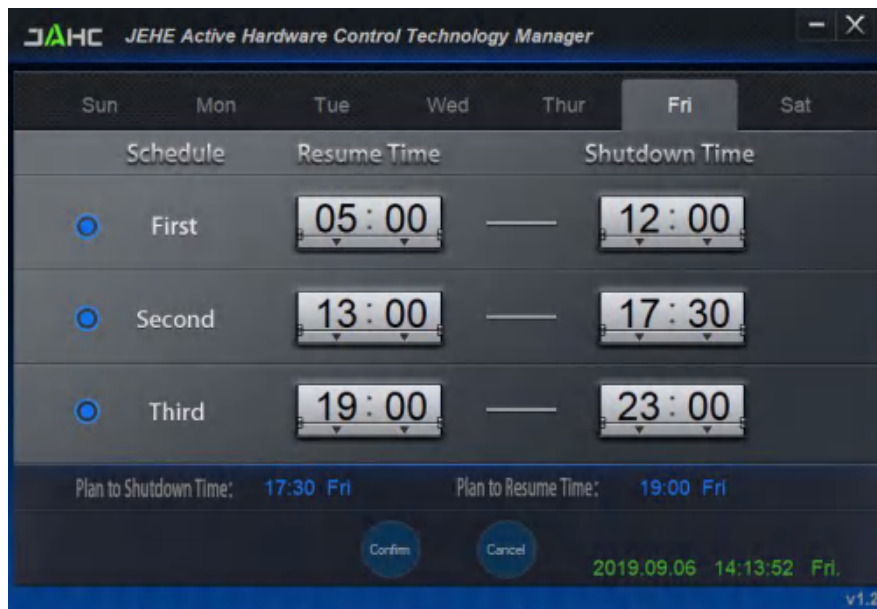 JAHC JEHE Active Hardware Control Technology Manager
Sun Mon Tue Wed Thur Fri Sat
Schedule Resume Time Shutdown Time
First 05:00 12:00
Second 13:00 17:30
Third 19:00 23:00
Plan to Shutdown Time: 17:30 Fri Plan to Resume Time: 19:00 Fri
Confirm Cancel
2019.09.06 14:13:52 Fri.
v1.2